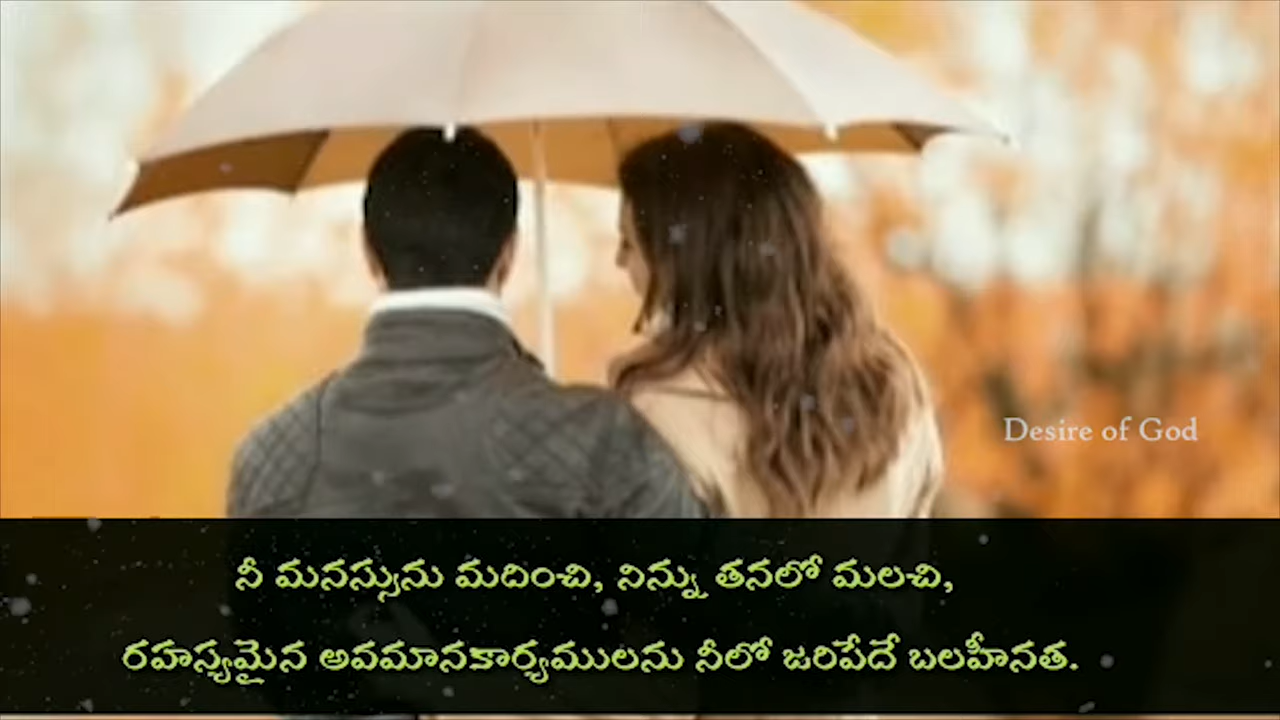 Desire of God
నీ మనస్సును మదించి, నిన్ను తనలో మలచి,
రహస్యమైన అవమానకార్యములను నీలో జరిపేదే బలహీనత.